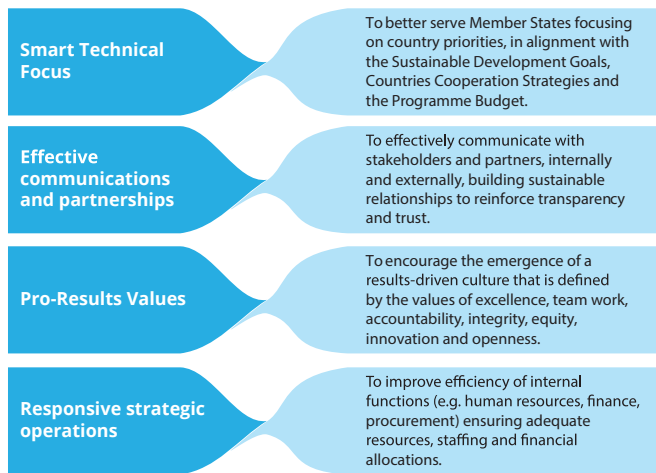 Smart Technical
Focus
To better serve Member States focusing
on country priorities, in alignment with
the Sustainable Development Goals,
Countries Cooperation Strategies and
the Programme Budget.
Effective
communications
and partnerships
To effectively communicate with
stakeholders and partners, internally
and externally, building sustainable
relationships to reinforce transparency
and trust.
Pro-Results Values
To encourage the emergence of a
results-driven culture that is defined
by the values of excellence, team work,
accountability, integrity, equity,
innovation and openness.
Responsive strategic
operations
To improve efficiency of internal
functions (e.g. human resources, finance,
procurement) ensuring adequate
resources, staffing and financial
allocations.